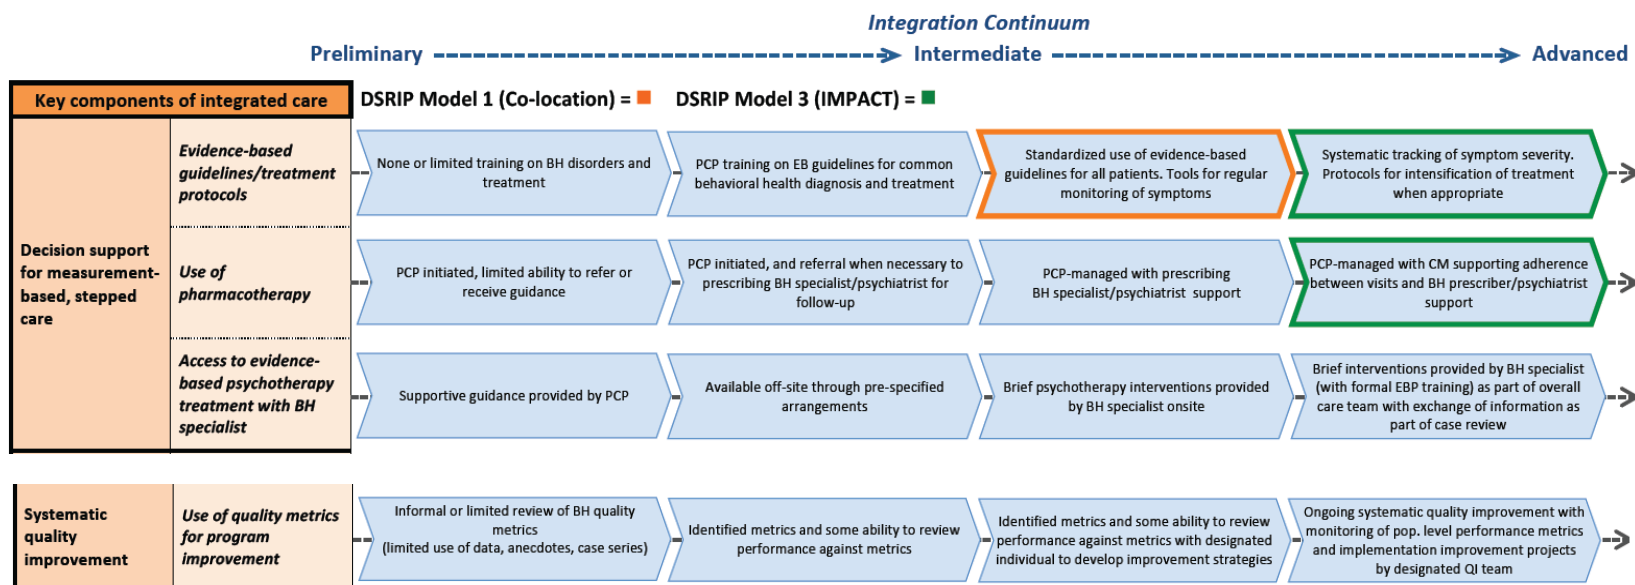 Integration Continuum
Preliminary
Intermediate
Advanced
Key components of integrated care
DSRIP Model 1 (Co-location) =
DSRIP Model 3 (IMPACT) =
Decision support
for measurement-
based, stepped
care
Evidence-based
guidelines/treatment
protocols
None or limited training on BH disorders and
treatment
PCP training on EB guidelines for common
behavioral health diagnosis and treatment
Standardized use of evidence-based
guidelines for all patients. Tools for regular
monitoring of symptoms
Systematic tracking of symptom severity.
Protocols for intensification of treatment
when appropriate
Use of
pharmacotherapy
PCP initiated, limited ability to refer or
receive guidance
PCP initiated, and referral when necessary to
prescribing BH specialist/psychiatrist for
follow-up
PCP-managed with prescribing
BH specialist/psychiatrist support
PCP-managed with CM supporting adherence
between visits and BH prescriber/psychiatrist
support
Access to evidence-
based psychotherapy
treatment with BH
specialist
Supportive guidance provided by PCP
Available off-site through pre-specified
arrangements
Brief psychotherapy interventions provided
by BH specialist onsite
Brief interventions provided by BH specialist
(with formal EBP training) as part of overall
care team with exchange of information as
part of case review
Systematic
quality
improvement
Use of quality metrics
for program
improvement
Informal or limited review of BH quality
metrics
(limited use of data, anecdotes, case series)
Identified metrics and some ability to review
performance against metrics
Identified metrics and some ability to review
performance against metrics with designated
individual to develop improvement strategies
Ongoing systematic quality improvement with
monitoring of pop. level performance metrics
and implementation improvement projects
by designated QI team